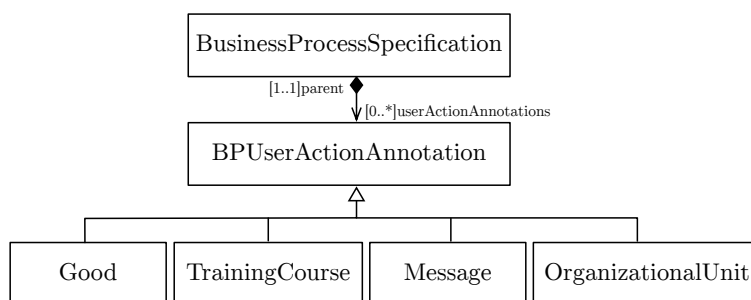 BusinessProcessSpecification
[1..1]parent
[0..*]userActionAnnotations
BPUserActionAnnotation
Good TrainingCourse Message OrganizationalUnit